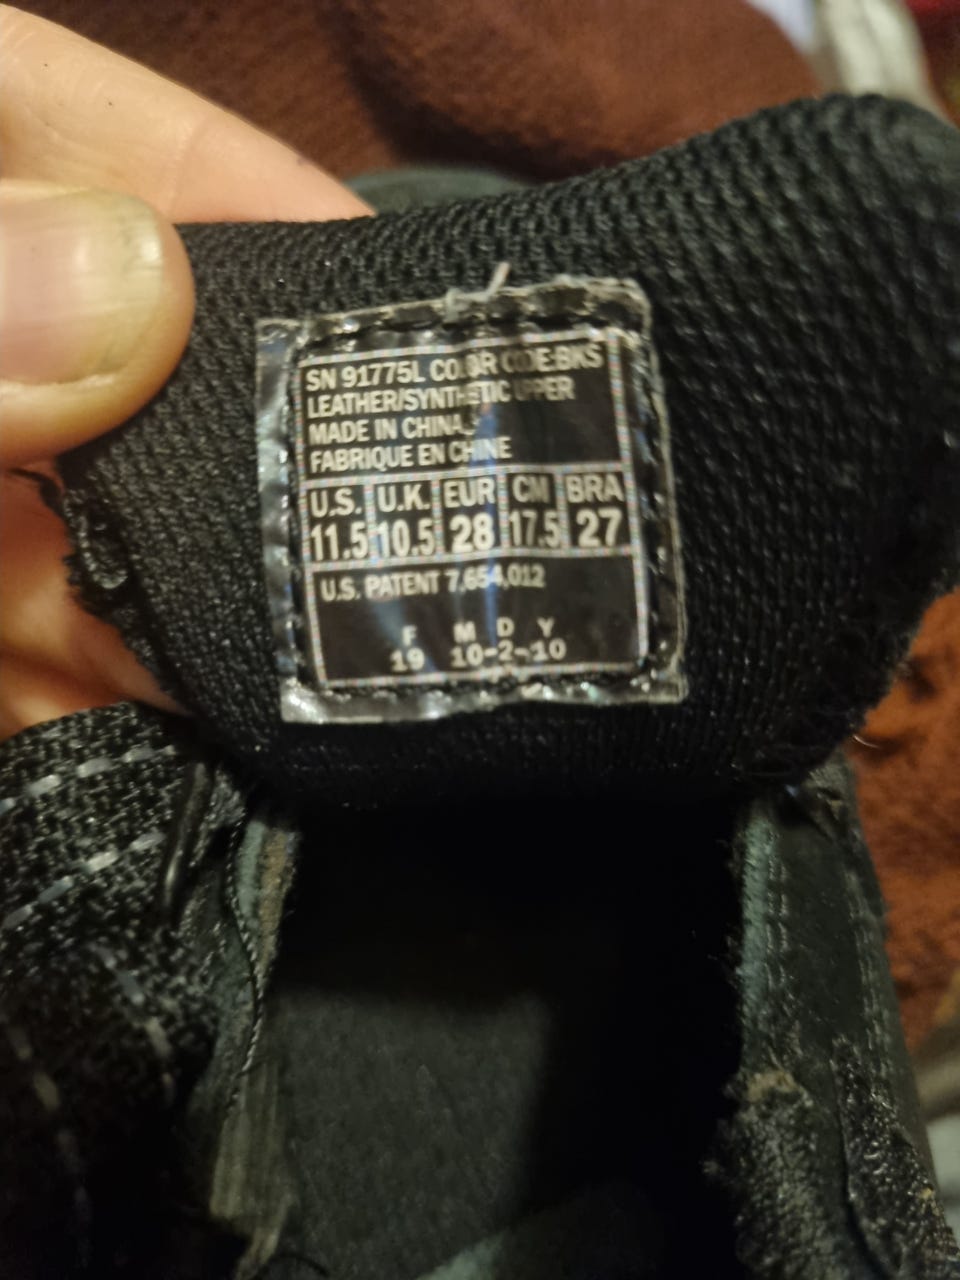 SN 91775L COLOR CODE:BKS
LEATHER/SYNTHETIC UPPER
MADE IN CHINA
FABRIQUE EN CHINE
U.S. U.K. EUR CM BRA
11.5 10.5 28 17.5 27
U.S. PATENT 7,654,012
F M D Y
19 10-2-10